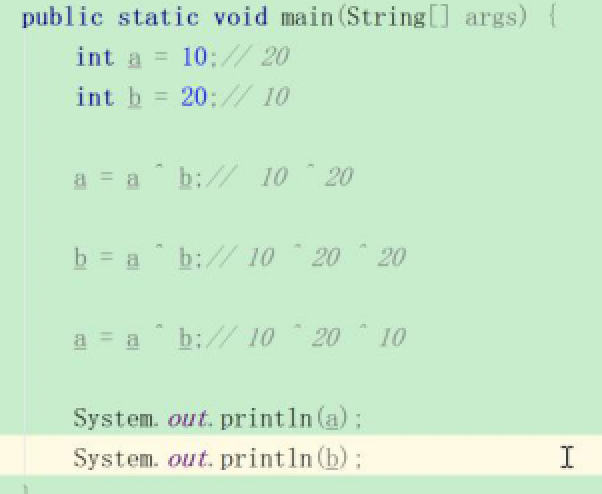 public static void main(String[] args) {
int a = 10;// 20
int b = 20;// 10
a = a ^ b;//  10 ^ 20
b = a ^ b;// 10 ^ 20 ^ 20
a = a ^ b;// 10 ^ 20 ^ 10
System.out.println(a);
System.out.println(b);
}